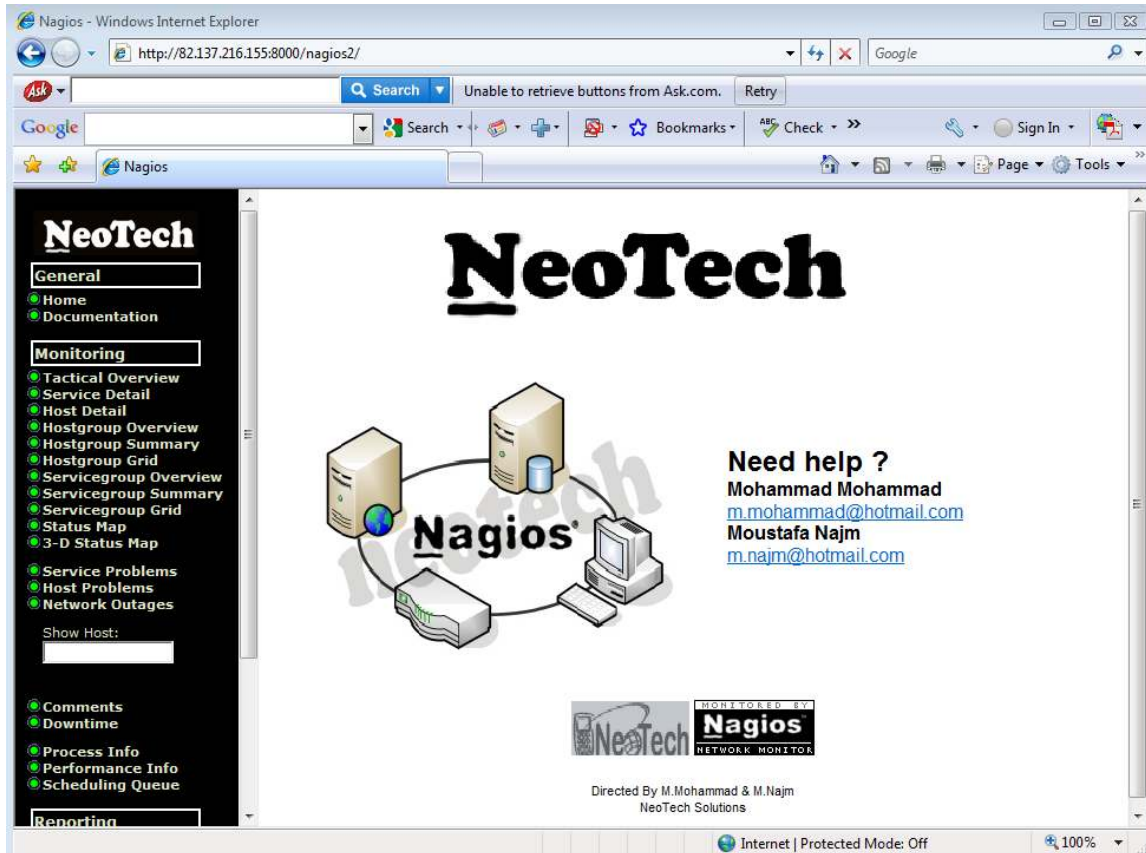 Nagios - Windows Internet Explorer
http://82.137.216.155:8000/nagios2/
Google
Ask
Search
Unable to retrieve buttons from Ask.com.
Retry
Google
Search
Bookmarks
ABC Check
Sign In
Nagios
Page
Tools
NeoTech
General
Home
Documentation
Monitoring
Tactical Overview
Service Detail
Host Detail
Hostgroup Overview
Hostgroup Summary
Hostgroup Grid
Servicegroup Overview
Servicegroup Summary
Servicegroup Grid
Status Map
3-D Status Map
Service Problems
Host Problems
Network Outages
Show Host:
Comments
Downtime
Process Info
Performance Info
Scheduling Queue
Reporting
NeoTech
neotech
Nagios®
Need help ?
Mohammad Mohammad
m.mohammad@hotmail.com
Moustafa Najm
m.najm@hotmail.com
NeoTech
MONITORED BY
Nagios™
NETWORK MONITOR
Directed By M.Mohammad & M.Najm
NeoTech Solutions
Internet | Protected Mode: Off
100%